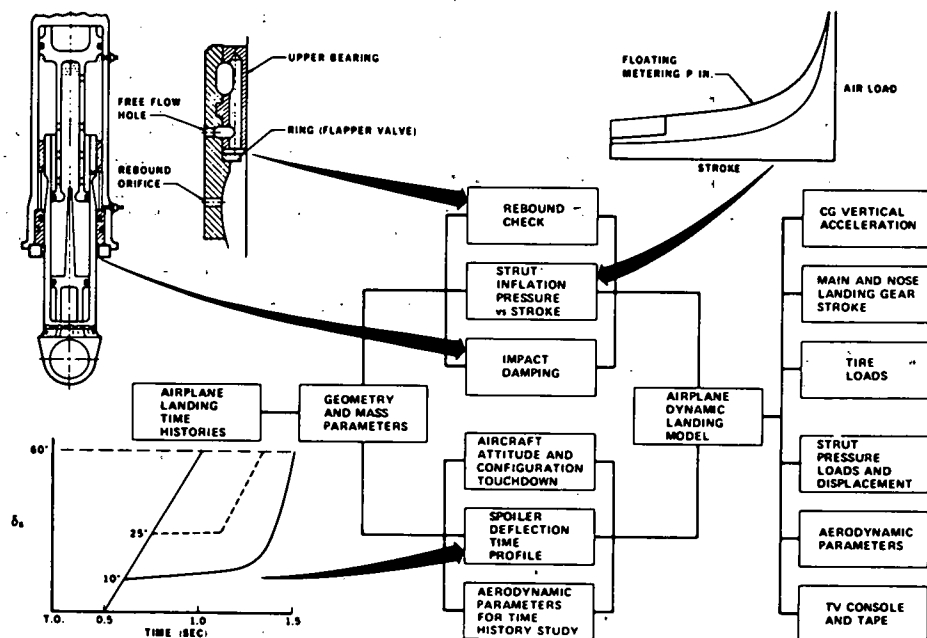 UPPER BEARING
FREE FLOW
HOLE
RING (FLAPPER VALVE)
REBOUND
ORIFICE
FLOATING
METERING P IN.
AIR LOAD
STROKE
REBOUND
CHECK
STRUT
INFLATION
PRESSURE
vs STROKE
IMPACT
DAMPING
AIRPLANE
LANDING
TIME
HISTORIES
GEOMETRY
AND MASS
PARAMETERS
AIRCRAFT
ATTITUDE AND
CONFIGURATION
TOUCHDOWN
SPOILER
DEFLECTION
TIME
PROFILE
AERODYNAMIC
PARAMETERS
FOR TIME
HISTORY STUDY
AIRPLANE
DYNAMIC
LANDING
MODEL
CG VERTICAL
ACCELERATION
MAIN AND NOSE
LANDING GEAR
STROKE
TIRE
LOADS
STRUT
PRESSURE
LOADS AND
DISPLACEMENT
AERODYNAMIC
PARAMETERS
TV CONSOLE
AND TAPE
60°
25°
10°
T.O. 0.5 1.0 1.5
TIME (SEC)